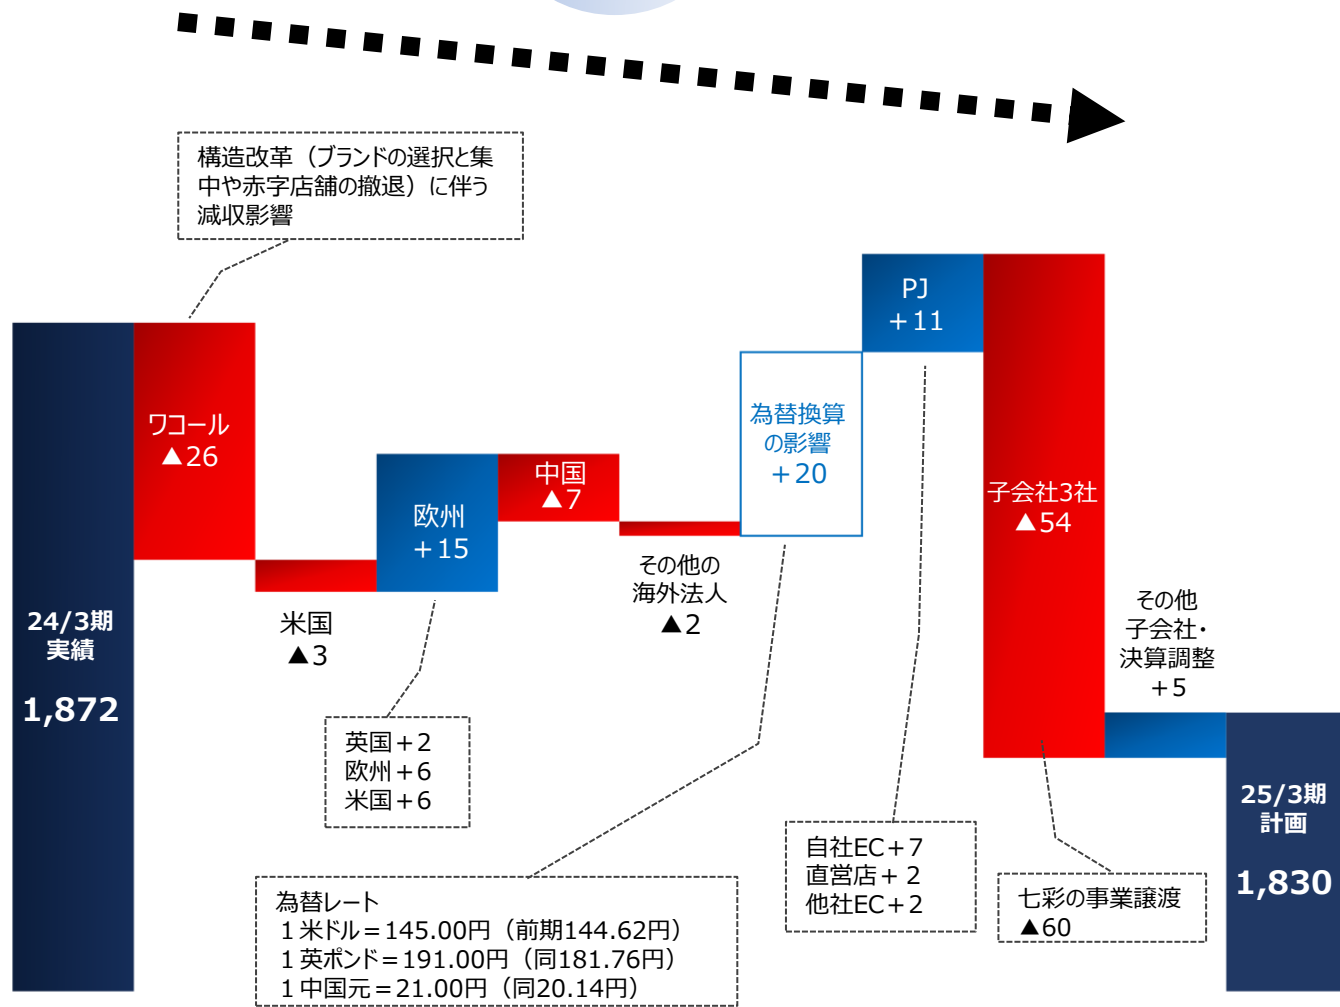 構造改革（ブランドの選択と集
中や赤字店舗の撤退）に伴う
減収影響
24/3期
実績
1,872
ワコール
▲26
米国
▲3
欧州
＋15
英国＋2
欧州＋6
米国＋6
中国
▲7
その他の
海外法人
▲2
為替換算
の影響
＋20
為替レート
１米ドル＝145.00円（前期144.62円）
１英ポンド＝191.00円（同181.76円）
１中国元＝21.00円（同20.14円）
PJ
＋11
自社EC＋7
直営店＋２
他社EC＋2
子会社3社
▲54
七彩の事業譲渡
▲60
その他
子会社・
決算調整
＋5
25/3期
計画
1,830